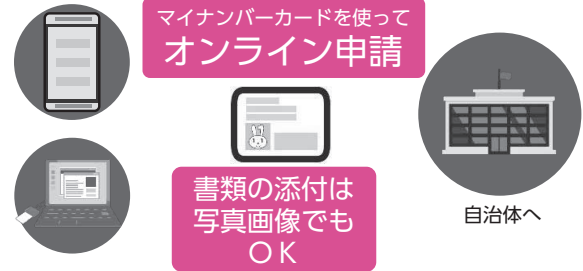 マイナンバーカードを使って
オンライン申請
書類の添付は
写真画像でも
ＯＫ
自治体へ